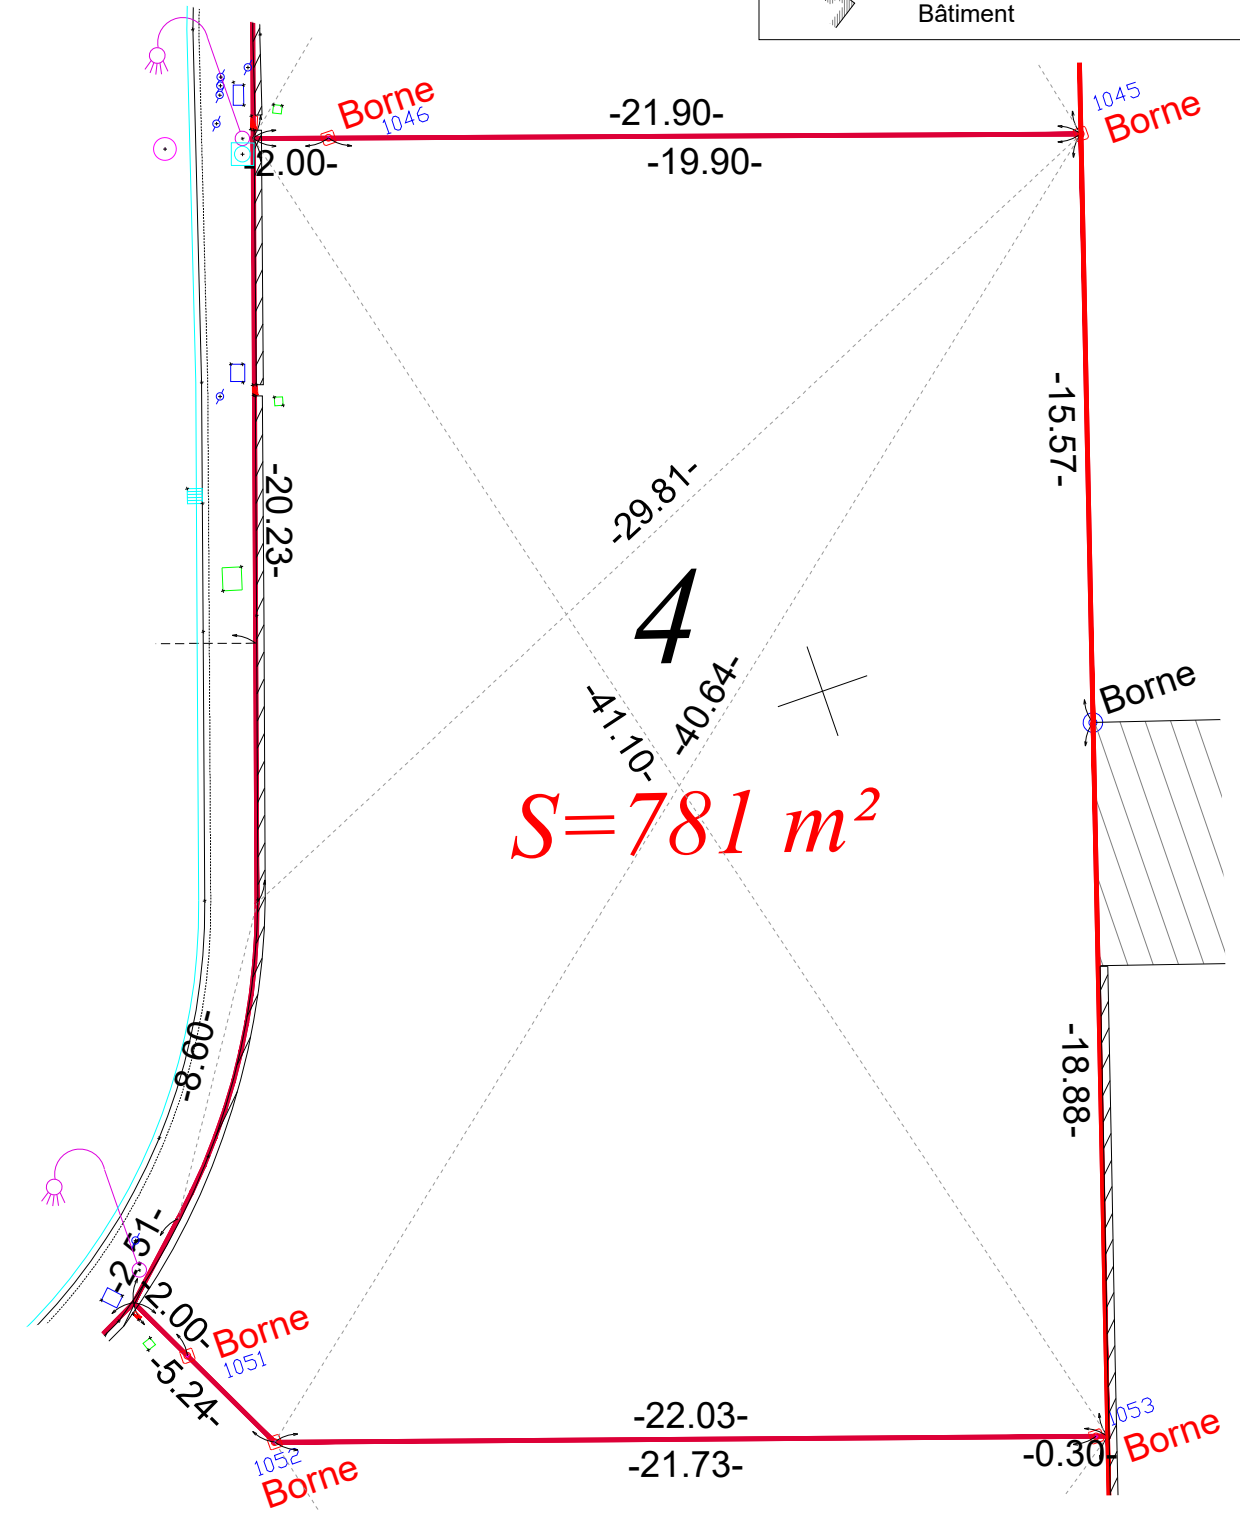 Bâtiment
Borne
1046
-21.90-
1045
Borne
-2.00-
-19.90-
-15.57-
-29.81-
-20.23-
4
-41.10-
-40.64-
Borne
S=781 m²
-8.60-
-18.88-
-2.51-
-2.00-
Borne
1051
-5.24-
-22.03-
1053
Borne
-21.73-
-0.30-
1052
Borne